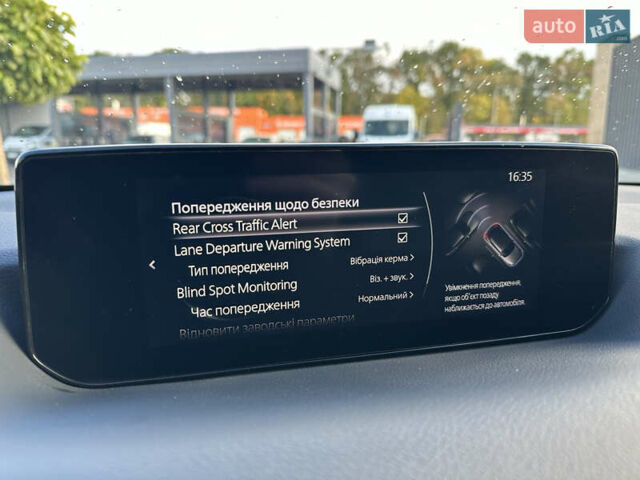 auto RIA.com
16:35
Попередження щодо безпеки
Rear Cross Traffic Alert
Lane Departure Warning System
Тип попередження Вібрація керма >
Blind Spot Monitoring Віз. + звук. >
Час попередження Нормальний >
Відновити заводські параметри
Увімкнення попередження,
якщо об'єкт позаду
наближається до автомобіля.